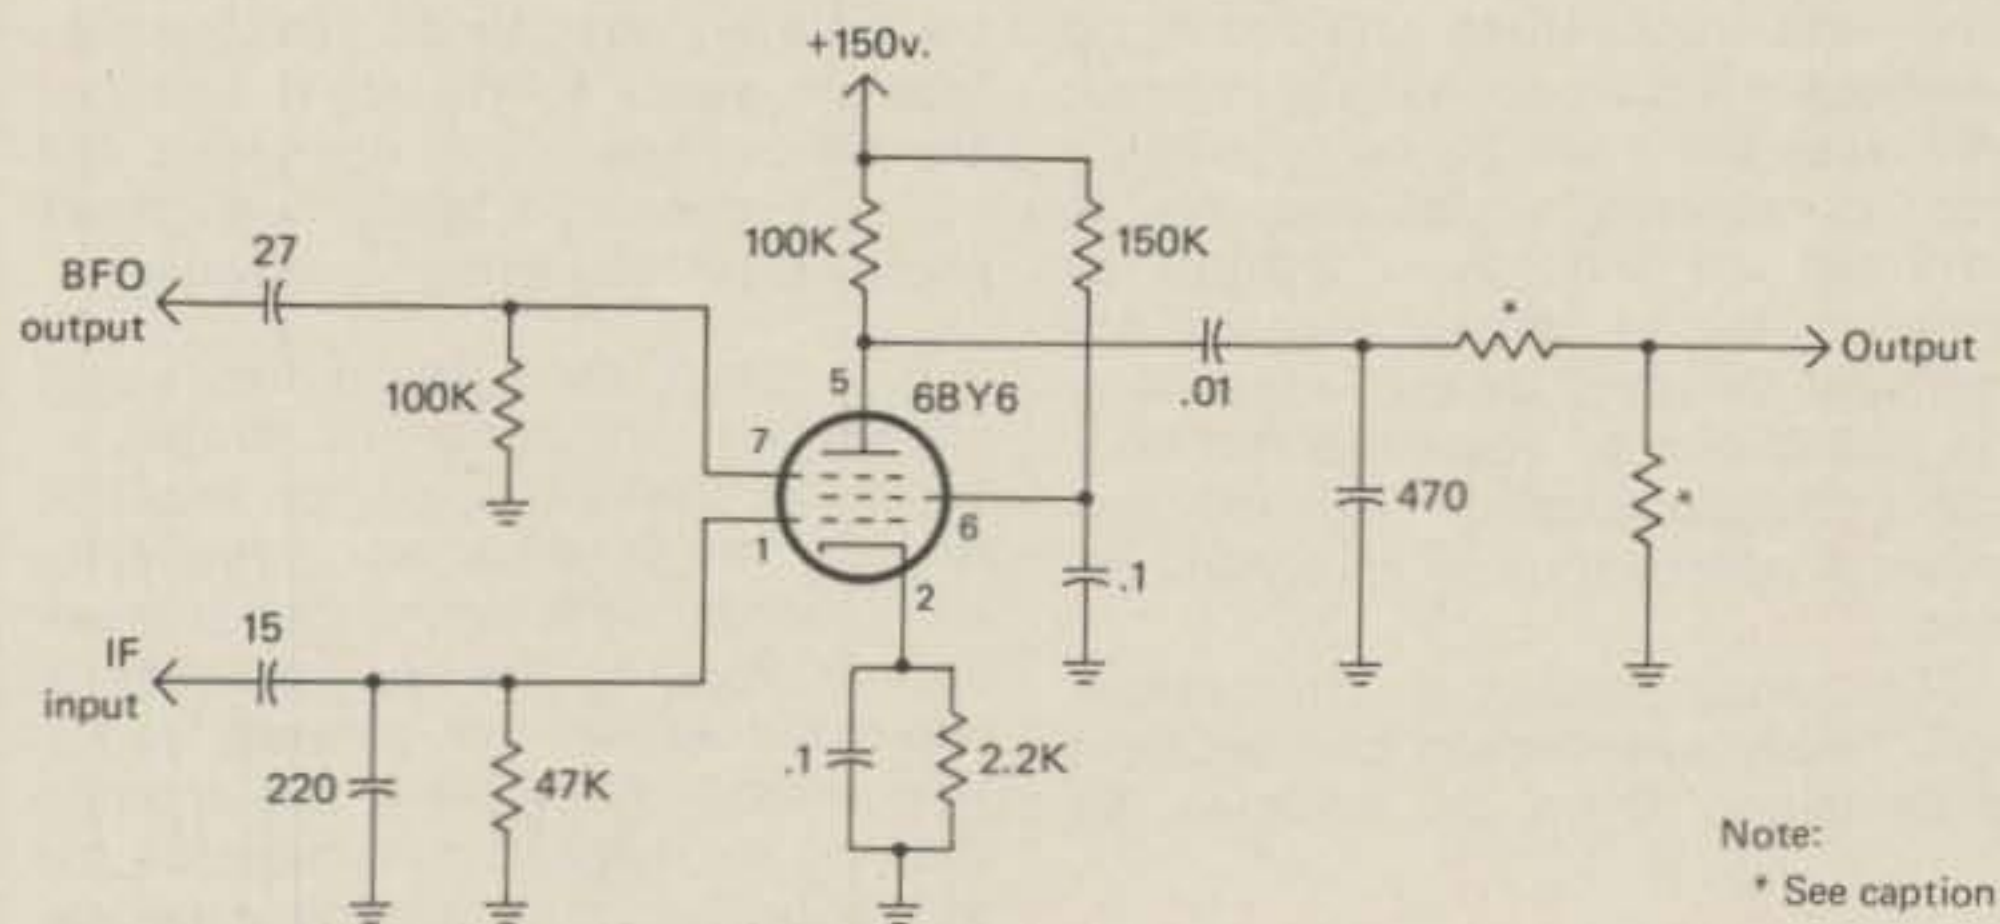 +150v.
100K
150K
27
BFO
output
100K
5
6BY6
7
1
6
2
.01
*
Output
470
*
.1
15
IF
input
220
47K
.1
2.2K
Note:
* See caption